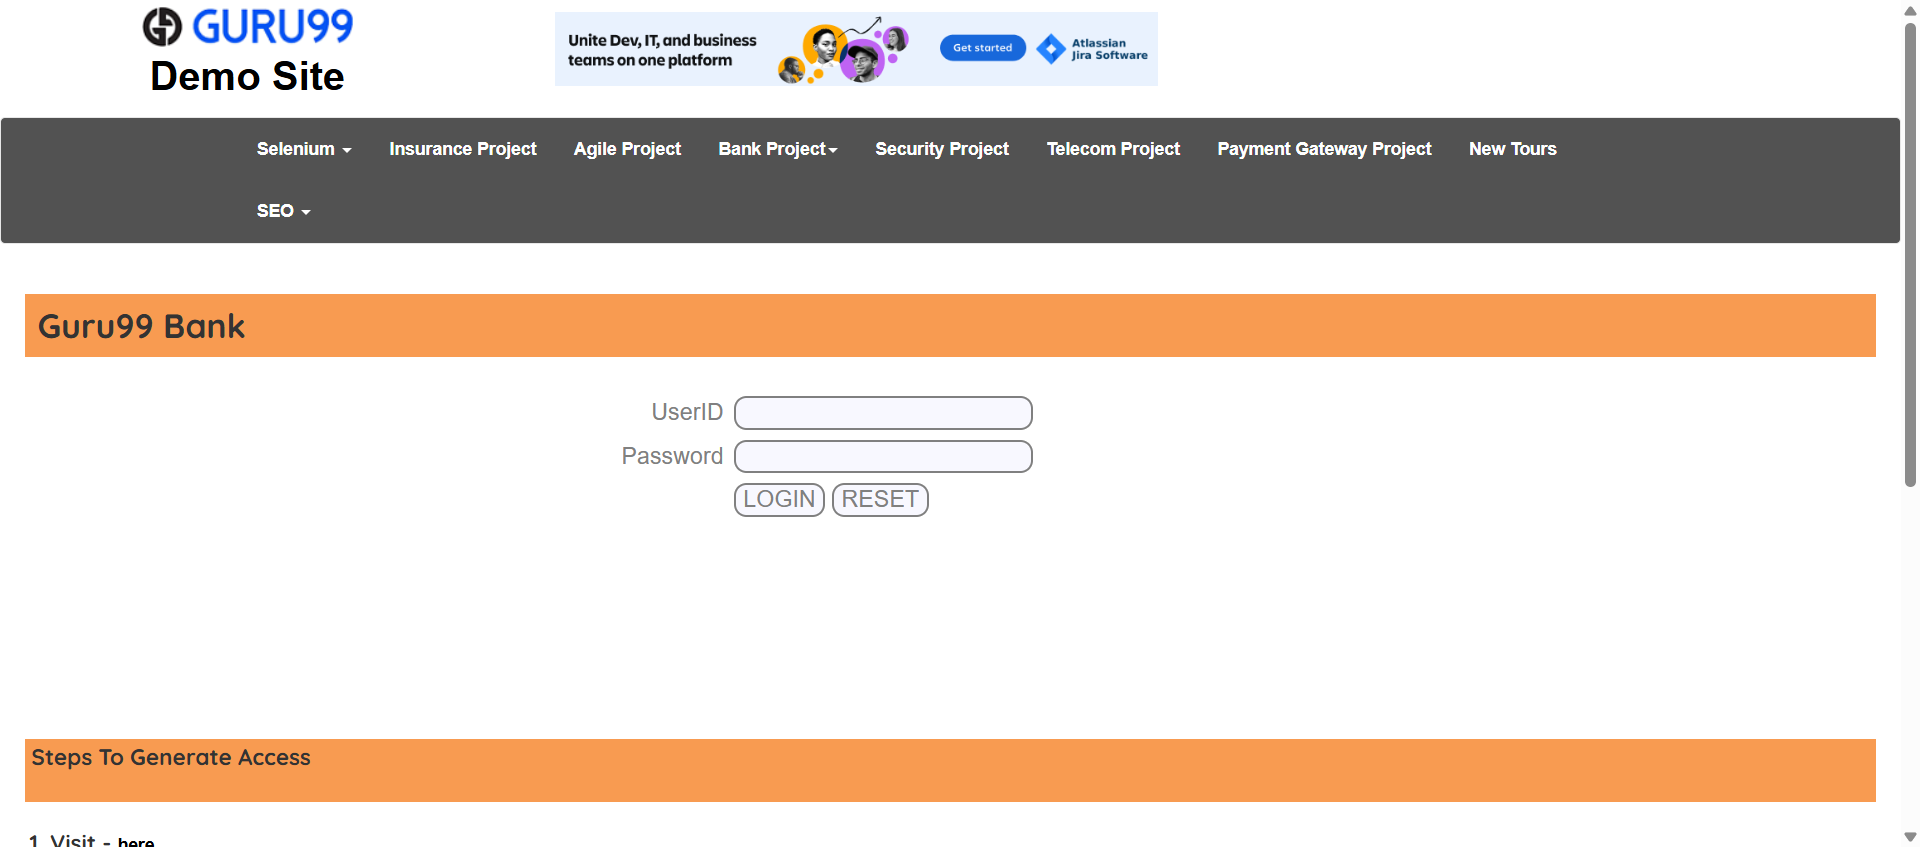 GURU99
Demo Site
Unite Dev, IT, and business
teams on one platform
Get started
Atlassian
Jira Software
Selenium Insurance Project Agile Project Bank Project Security Project Telecom Project Payment Gateway Project New Tours
SEO
Guru99 Bank
UserID
Password
LOGIN RESET
Steps To Generate Access
1. Visit - here